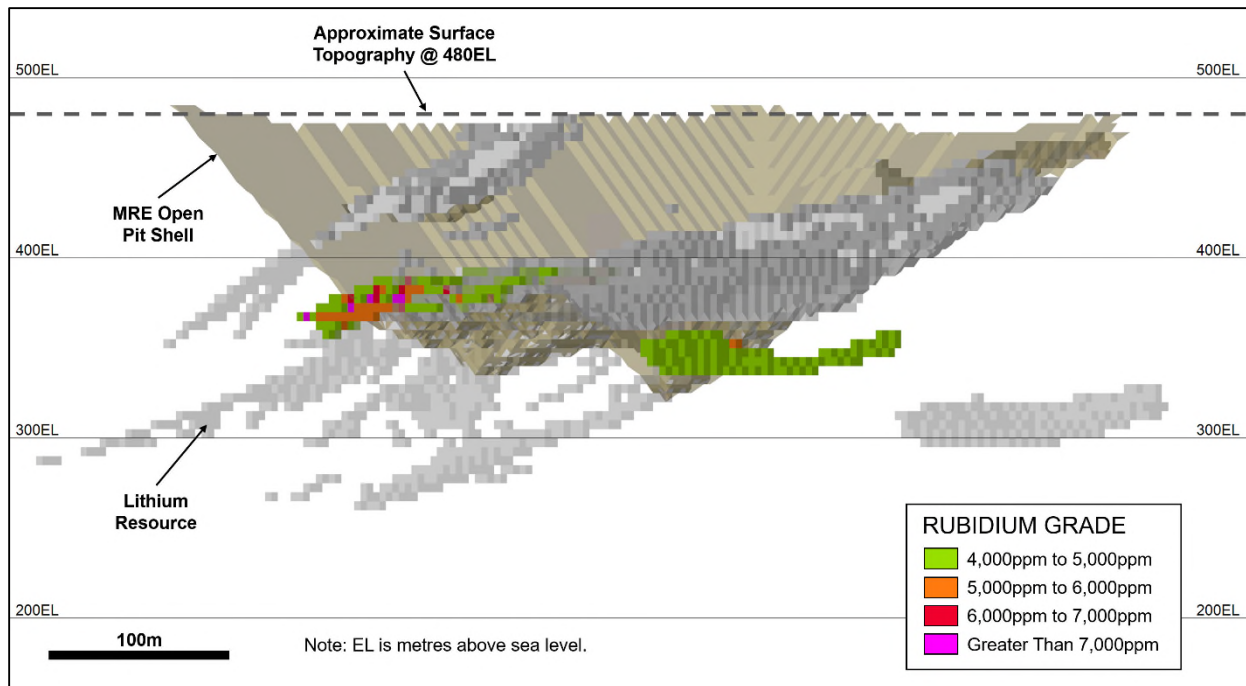 Approximate Surface
Topography @ 480EL
500EL
500EL
MRE Open
Pit Shell
400EL
400EL
300EL
300EL
Lithium
Resource
RUBIDIUM GRADE
4,000ppm to 5,000ppm
5,000ppm to 6,000ppm
6,000ppm to 7,000ppm
Greater Than 7,000ppm
200EL
200EL
100m
Note: EL is metres above sea level.